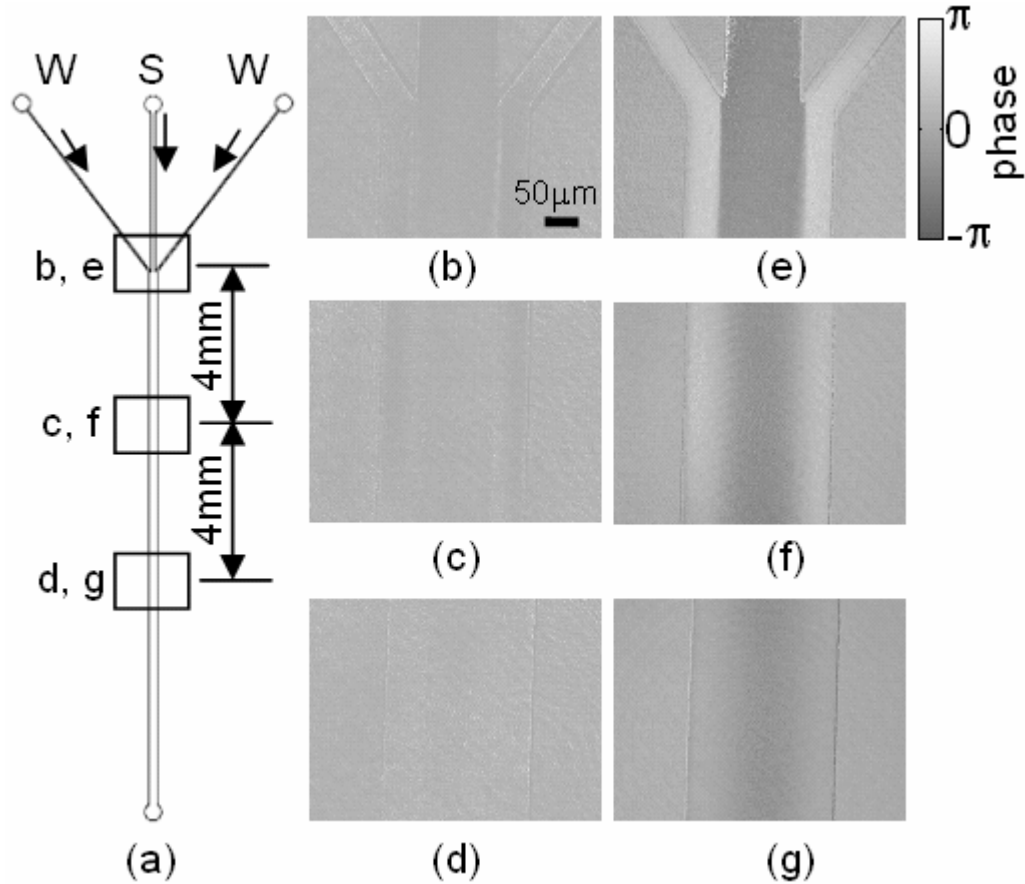 W S W
b, e
4mm
c, f
4mm
d, g
(a)
50μm
(b)
(e)
π
0
-π
phase
(c)
(f)
(d)
(g)